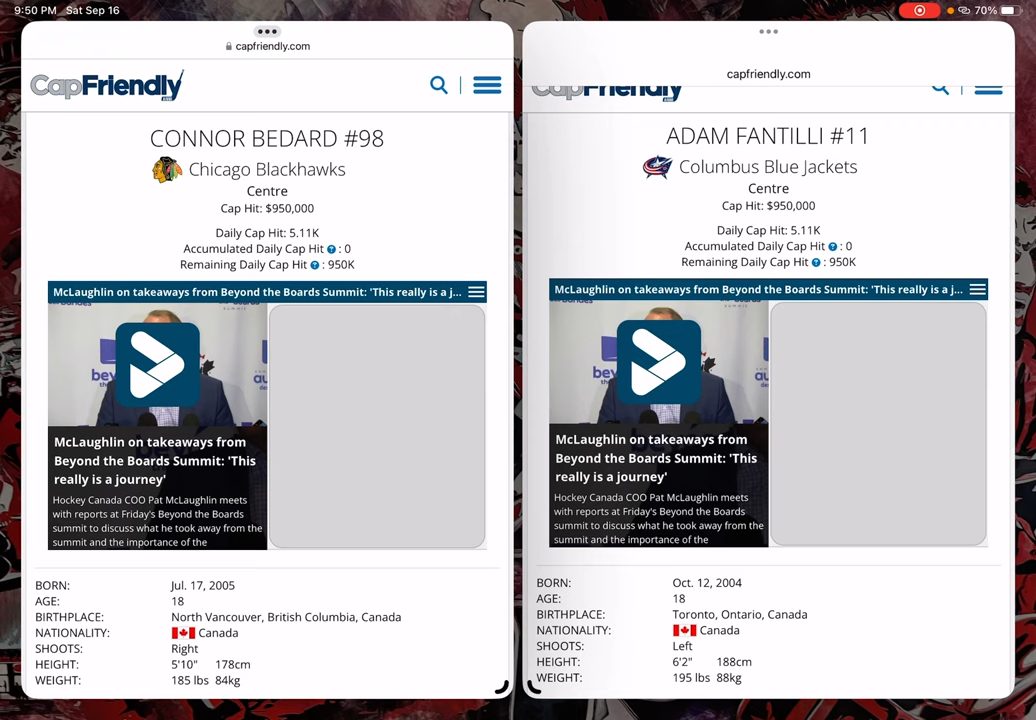 9:50 PM Sat Sep 16
70%
capfriendly.com
CapFriendly
CONNOR BEDARD #98
Chicago Blackhawks
Centre
Cap Hit: $950,000
Daily Cap Hit: 5.11K
Accumulated Daily Cap Hit ? : 0
Remaining Daily Cap Hit ? : 950K
McLaughlin on takeaways from Beyond the Boards Summit: 'This really is a j...
McLaughlin on takeaways from
Beyond the Boards Summit: 'This
really is a journey'
Hockey Canada COO Pat McLaughlin meets
with reports at Friday's Beyond the Boards
summit to discuss what he took away from the
summit and the importance of the
BORN: Jul. 17, 2005
AGE: 18
BIRTHPLACE: North Vancouver, British Columbia, Canada
NATIONALITY: Canada
SHOOTS: Right
HEIGHT: 5'10" 178cm
WEIGHT: 185 lbs 84kg
capfriendly.com
CapFriendly
ADAM FANTILLI #11
Columbus Blue Jackets
Centre
Cap Hit: $950,000
Daily Cap Hit: 5.11K
Accumulated Daily Cap Hit ? : 0
Remaining Daily Cap Hit ? : 950K
McLaughlin on takeaways from Beyond the Boards Summit: 'This really is a j...
McLaughlin on takeaways from
Beyond the Boards Summit: 'This
really is a journey'
Hockey Canada COO Pat McLaughlin meets
with reports at Friday's Beyond the Boards
summit to discuss what he took away from the
summit and the importance of the
BORN: Oct. 12, 2004
AGE: 18
BIRTHPLACE: Toronto, Ontario, Canada
NATIONALITY: Canada
SHOOTS: Left
HEIGHT: 6'2" 188cm
WEIGHT: 195 lbs 88kg